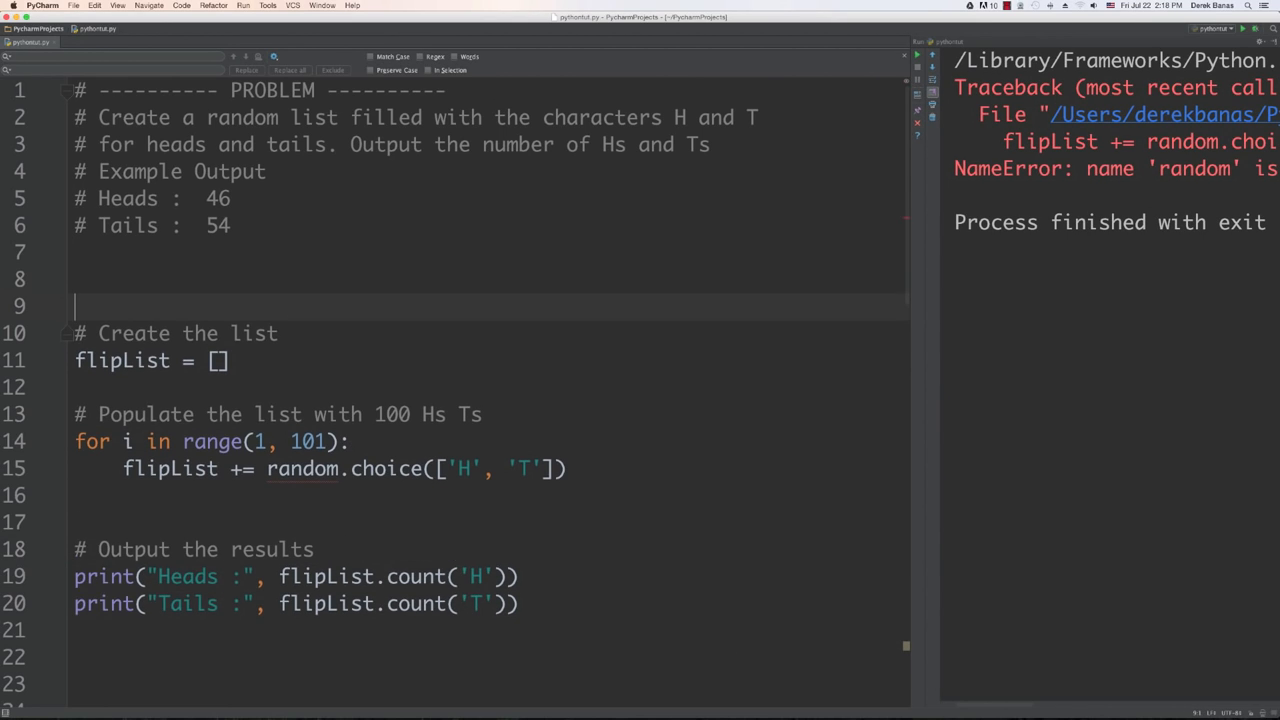 PyCharm File Edit View Navigate Code Refactor Run Tools VCS Window Help
10 Fri Jul 22 2:18 PM Derek Banas
pythontut.py - PycharmProjects - [~/PycharmProjects]
PycharmProjects pythontut.py
pythontut
pythontut.py
Run: pythontut
Match Case Regex Words
Replace Replace all Exclude Preserve Case In Selection
1 # ---------- PROBLEM ----------
2 # Create a random list filled with the characters H and T
3 # for heads and tails. Output the number of Hs and Ts
4 # Example Output
5 # Heads :  46
6 # Tails :  54
7
8
9
10 # Create the list
11 flipList = []
12
13 # Populate the list with 100 Hs Ts
14 for i in range(1, 101):
15     flipList += random.choice(['H', 'T'])
16
17
18 # Output the results
19 print("Heads :", flipList.count('H'))
20 print("Tails :", flipList.count('T'))
21
22
23
/Library/Frameworks/Python.
Traceback (most recent call
File "/Users/derekbanas/P
flipList += random.choi
NameError: name 'random' is
Process finished with exit
9:1 LF÷ UTF-8÷